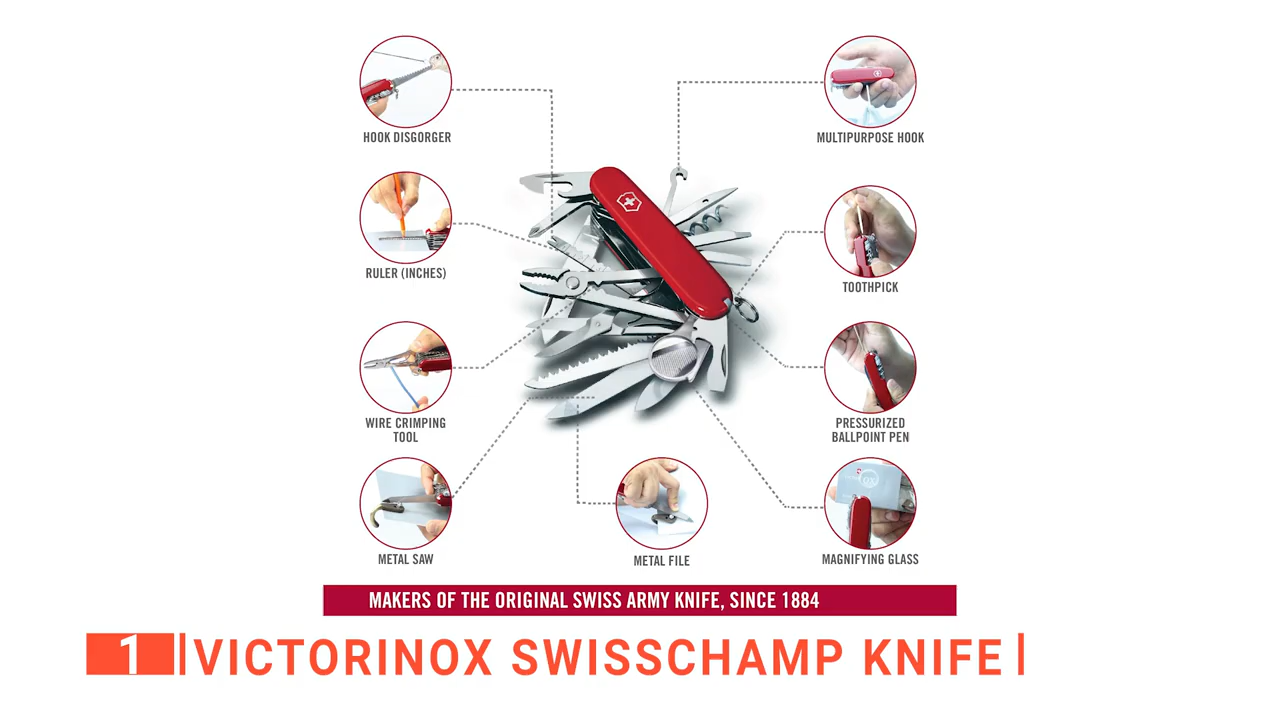 HOOK DISGORGER
MULTIPURPOSE HOOK
RULER (INCHES)
TOOTHPICK
WIRE CRIMPING
TOOL
PRESSURIZED
BALLPOINT PEN
METAL SAW
METAL FILE
MAGNIFYING GLASS
MAKERS OF THE ORIGINAL SWISS ARMY KNIFE, SINCE 1884
1 VICTORINOX SWISSCHAMP KNIFE